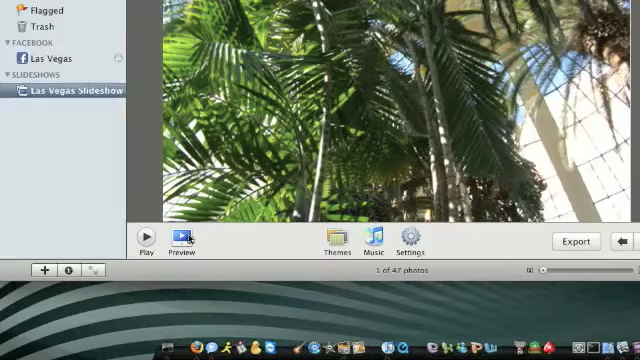 Flagged
Trash
FACEBOOK
Las Vegas
SLIDESHOWS
Las Vegas Slideshow
Play
Preview
Themes
Music
Settings
Export
1 of 47 photos